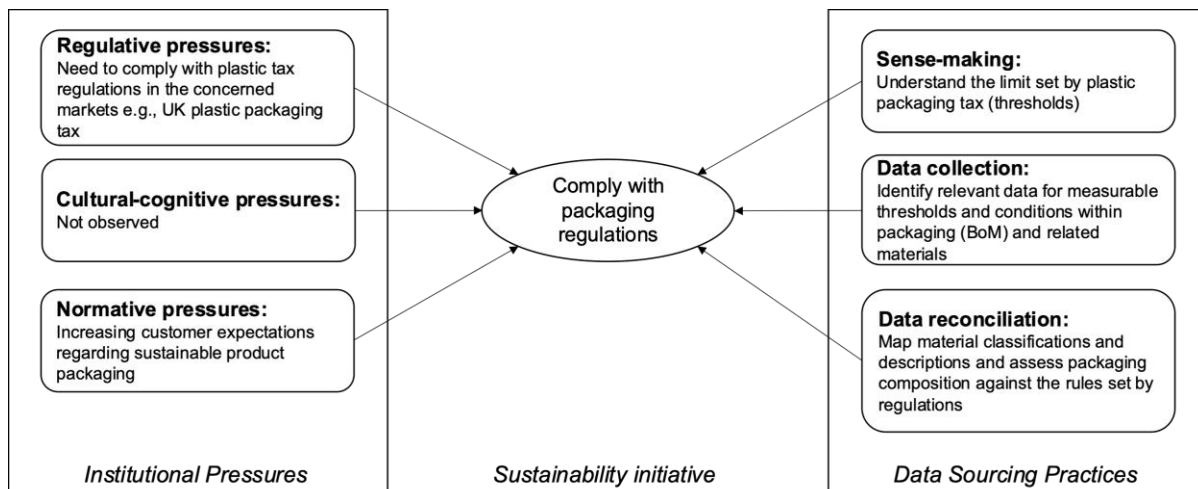 Regulative pressures:
Need to comply with plastic tax
regulations in the concerned
markets e.g., UK plastic packaging
tax
Cultural-cognitive pressures:
Not observed
Normative pressures:
Increasing customer expectations
regarding sustainable product
packaging
Institutional Pressures
Comply with
packaging
regulations
Sustainability initiative
Sense-making:
Understand the limit set by plastic
packaging tax (thresholds)
Data collection:
Identify relevant data for measurable
thresholds and conditions within
packaging (BoM) and related
materials
Data reconciliation:
Map material classifications and
descriptions and assess packaging
composition against the rules set by
regulations
Data Sourcing Practices